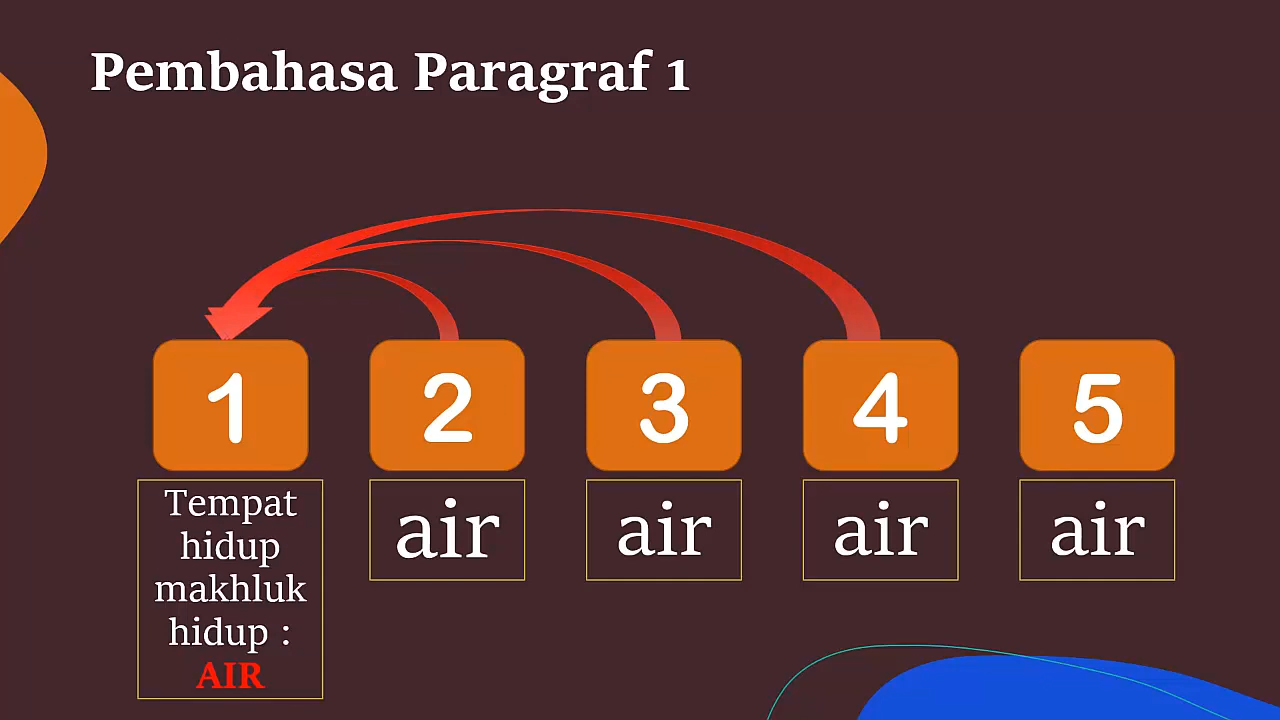 Pembahasa Paragraf 1
1
2
3
4
5
Tempat
hidup
makhluk
hidup :
AIR
air
air
air
air